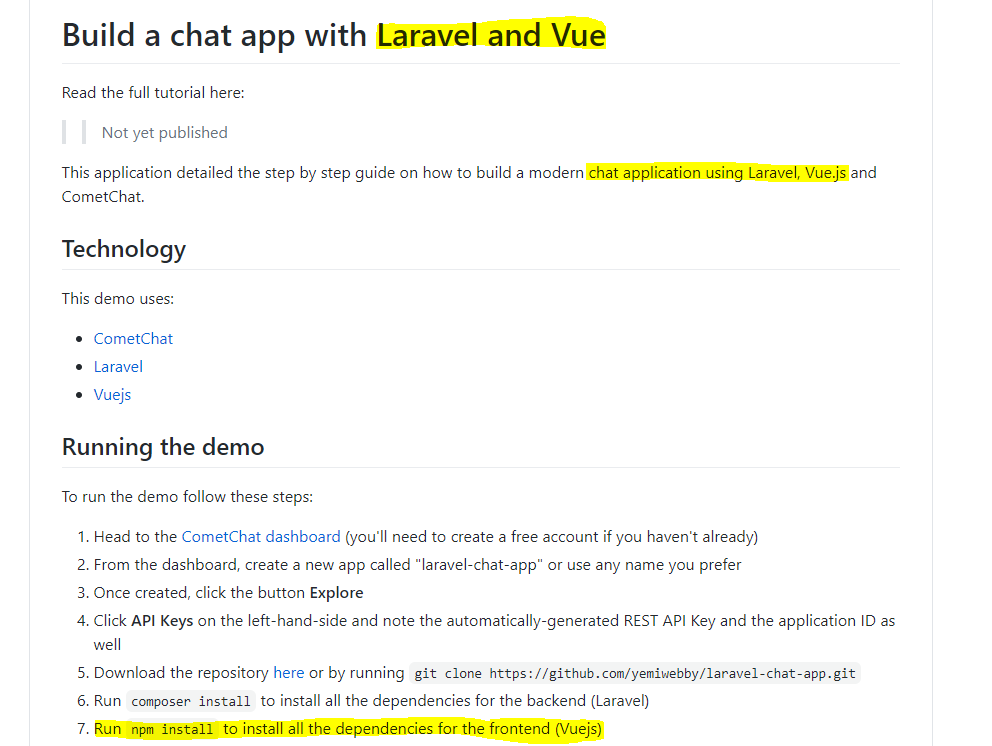 Build a chat app with Laravel and Vue
Read the full tutorial here:
Not yet published
This application detailed the step by step guide on how to build a modern chat application using Laravel, Vue.js and
CometChat.
Technology
This demo uses:
• CometChat
• Laravel
• Vuejs
Running the demo
To run the demo follow these steps:
1. Head to the CometChat dashboard (you'll need to create a free account if you haven't already)
2. From the dashboard, create a new app called "laravel-chat-app" or use any name you prefer
3. Once created, click the button Explore
4. Click API Keys on the left-hand-side and note the automatically-generated REST API Key and the application ID as
well
5. Download the repository here or by running git clone https://github.com/yemiwebby/laravel-chat-app.git
6. Run composer install to install all the dependencies for the backend (Laravel)
7. Run npm install to install all the dependencies for the frontend (Vuejs)